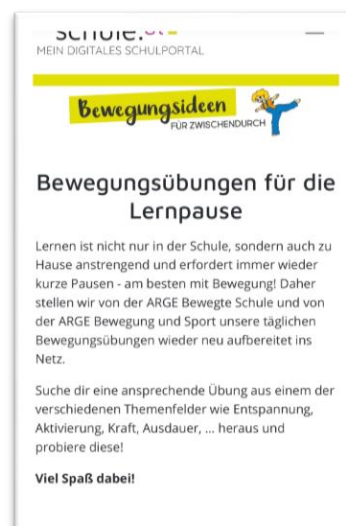 MEIN DIGITALES SCHULPORTAL
Bewegungsideen
FÜR ZWISCHENDURCH
Bewegungsübungen für die
Lernpause
Lernen ist nicht nur in der Schule, sondern auch zu
Hause anstrengend und erfordert immer wieder
kurze Pausen - am besten mit Bewegung! Daher
stellen wir von der ARGE Bewegte Schule und von
der ARGE Bewegung und Sport unsere täglichen
Bewegungsübungen wieder neu aufbereitet ins
Netz.
Suche dir eine ansprechende Übung aus einem der
verschiedenen Themenfelder wie Entspannung,
Aktivierung, Kraft, Ausdauer, ... heraus und
probiere diese!
Viel Spaß dabei!